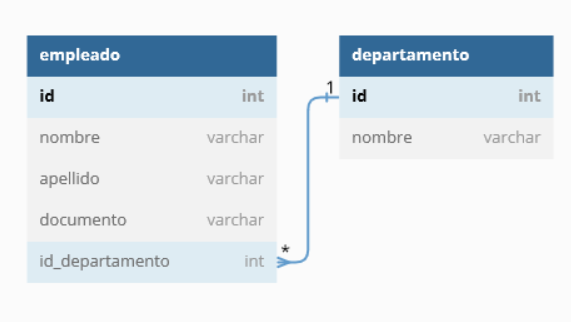 empleado
id int
nombre varchar
apellido varchar
documento varchar
id_departamento int
*
1
departamento
id int
nombre varchar